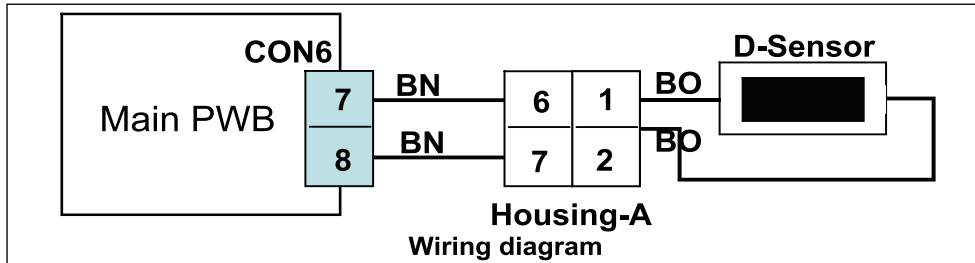 CON6
D-Sensor
Main PWB
7
BN
6
1
BO
8
BN
7
2
BO
Housing-A
Wiring diagram